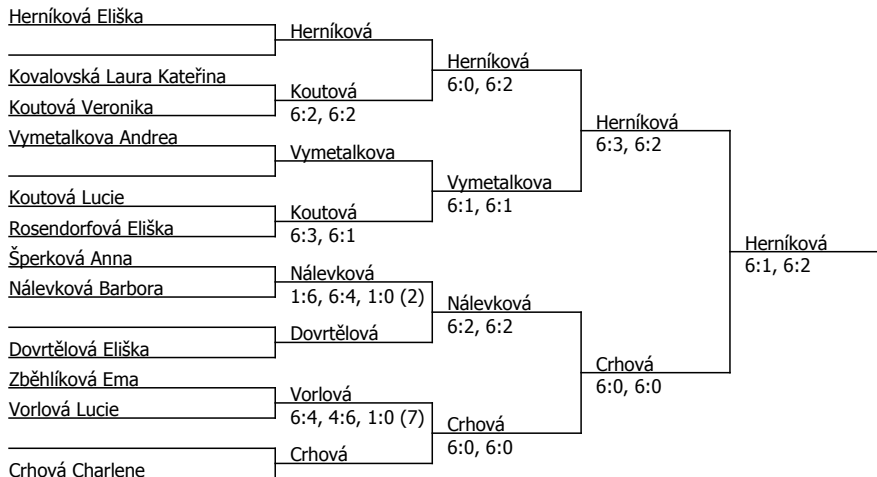 Herníková Eliška
Kovalovská Laura Kateřina
Koutová Veronika
Vymetalkova Andrea
Koutová Lucie
Rosendorfová Eliška
Šperková Anna
Nálevková Barbora
Dovrtělová Eliška
Zběhlíková Ema
Vorlová Lucie
Crhová Charlene
Herníková
Koutová
6:2, 6:2
Vymetalkova
Koutová
6:3, 6:1
Nálevková
1:6, 6:4, 1:0 (2)
Dovrtělová
Vorlová
6:4, 4:6, 1:0 (7)
Crhová
Herníková
6:0, 6:2
Vymetalkova
6:1, 6:1
Nálevková
6:2, 6:2
Crhová
6:0, 6:0
Herníková
6:3, 6:2
Crhová
6:0, 6:0
Herníková
6:1, 6:2